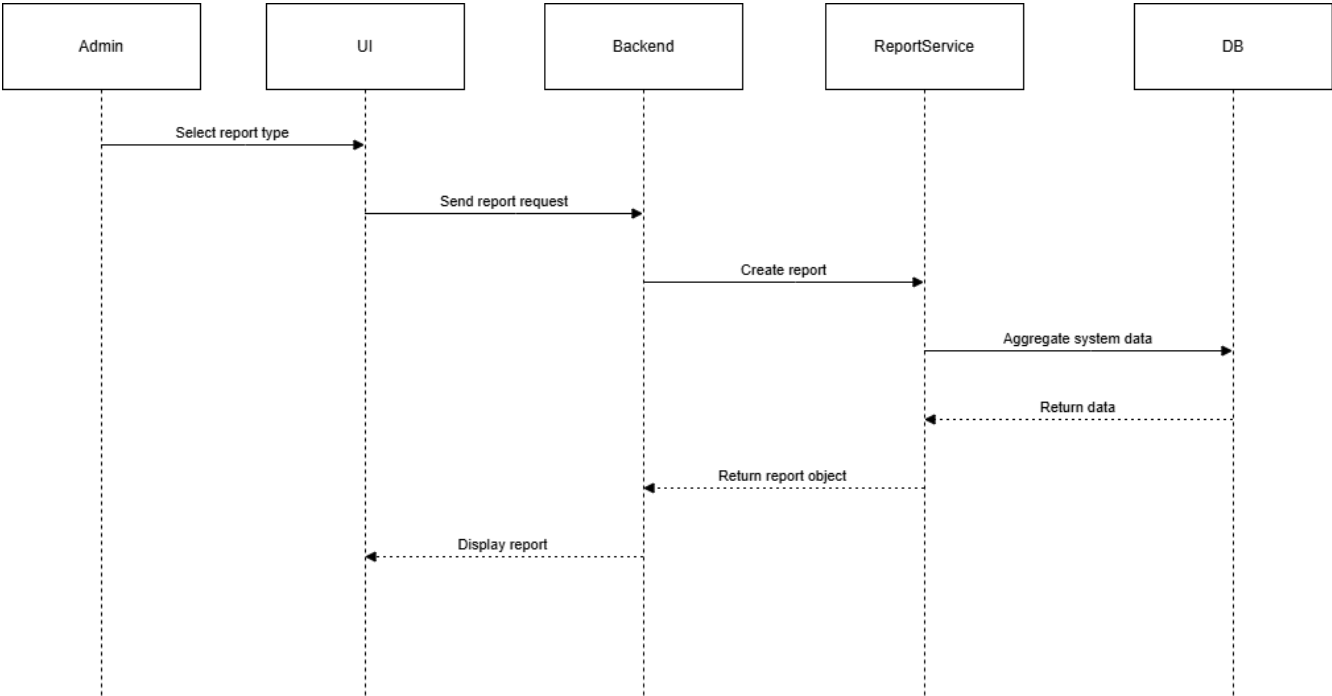 Admin
UI
Backend
ReportService
DB
Select report type
Send report request
Create report
Aggregate system data
Return data
Return report object
Display report